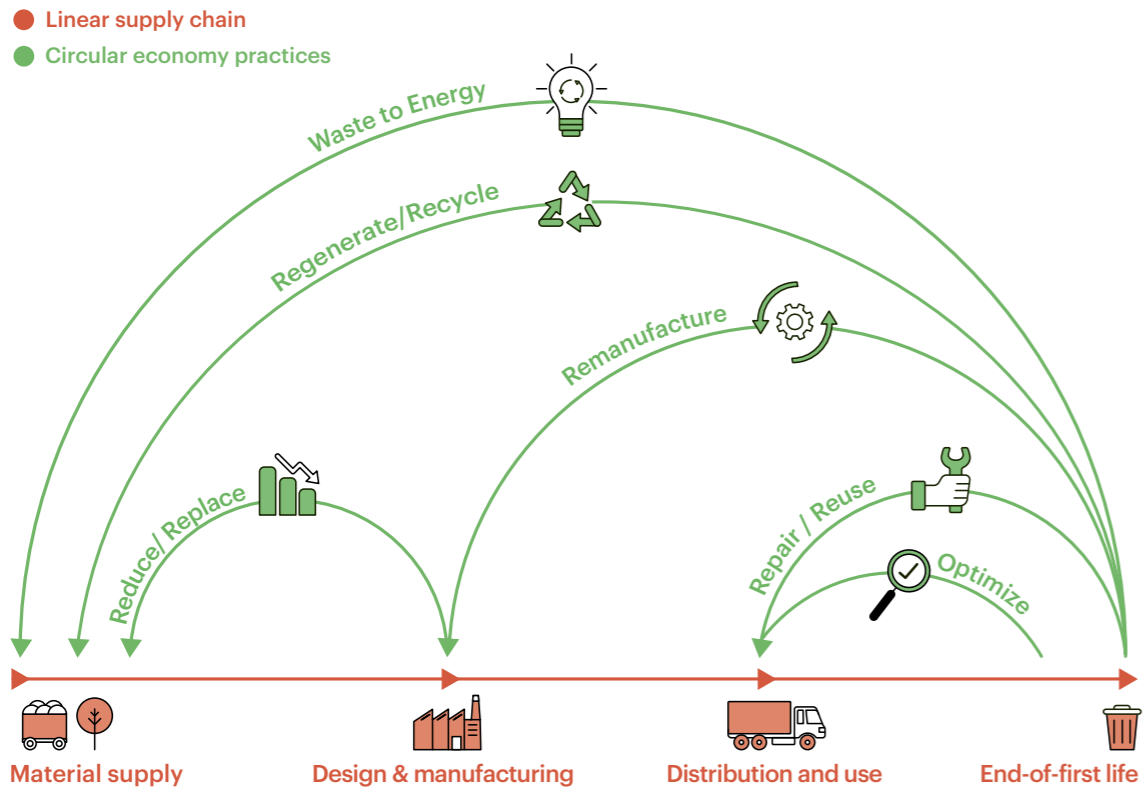 Linear supply chain
Circular economy practices
Waste to Energy
Regenerate/Recycle
Remanufacture
Reduce/ Replace
Repair / Reuse
Optimize
Material supply
Design & manufacturing
Distribution and use
End-of-first life